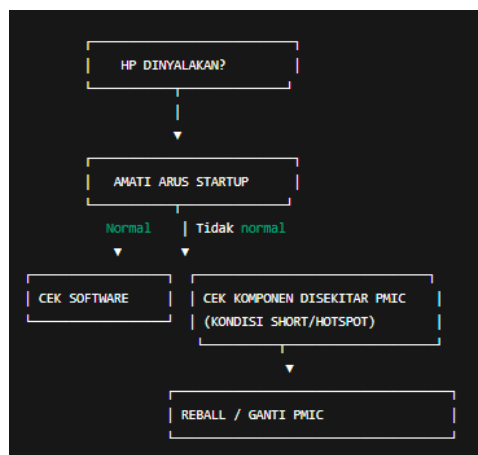 HP DINYALAKAN?
AMATI ARUS STARTUP
Normal
Tidak normal
CEK SOFTWARE
CEK KOMPONEN DISEKITAR PMIC
(KONDISI SHORT/HOTSPOT)
REBALL / GANTI PMIC